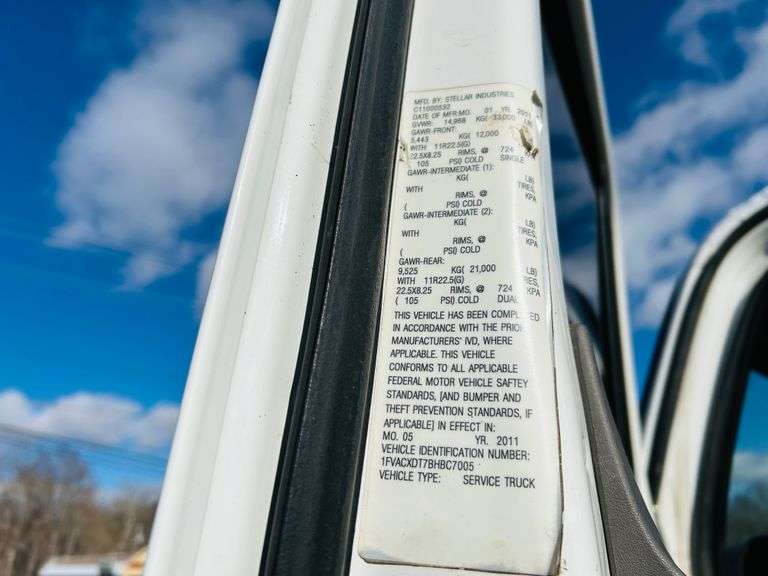 MFG. BY: STELLAR INDUSTRIES
C11000532
DATE OF MFR:MO. 01 YR. 2011
GVWR: 14,968 KG( 33,000 LB)
GAWR-FRONT:
5,443 KG( 12,000
WITH 11R22.5(G)
22.5X8.25 RIMS, @ 724
( 105 PSI) COLD SINGLE
GAWR-INTERMEDIATE (1):
KG( LB)
WITH TIRES,
RIMS, @ KPA
( PSI) COLD
GAWR-INTERMEDIATE (2):
KG( LB)
WITH TIRES,
RIMS, @ KPA
( PSI) COLD
GAWR-REAR:
9,525 KG( 21,000 LB)
WITH 11R22.5(G) TIRES,
22.5X8.25 RIMS, @ 724 KPA
( 105 PSI) COLD DUAL
THIS VEHICLE HAS BEEN COMPLETED
IN ACCORDANCE WITH THE PRIOR
MANUFACTURERS' IVD, WHERE
APPLICABLE. THIS VEHICLE
CONFORMS TO ALL APPLICABLE
FEDERAL MOTOR VEHICLE SAFTEY
STANDARDS, [AND BUMPER AND
THEFT PREVENTION STANDARDS, IF
APPLICABLE] IN EFFECT IN:
MO. 05 YR. 2011
VEHICLE IDENTIFICATION NUMBER:
1FVACXDT7BHBC7005
VEHICLE TYPE: SERVICE TRUCK